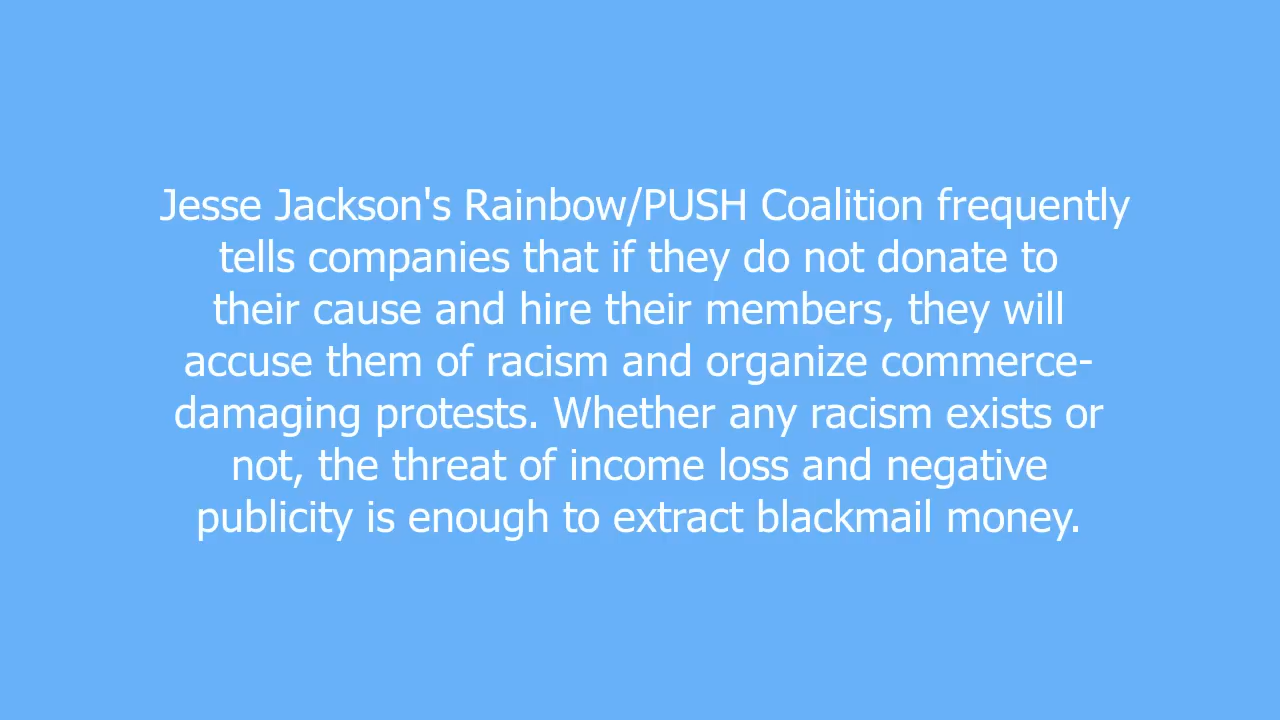 Jesse Jackson's Rainbow/PUSH Coalition frequently
tells companies that if they do not donate to
their cause and hire their members, they will
accuse them of racism and organize commerce-
damaging protests. Whether any racism exists or
not, the threat of income loss and negative
publicity is enough to extract blackmail money.